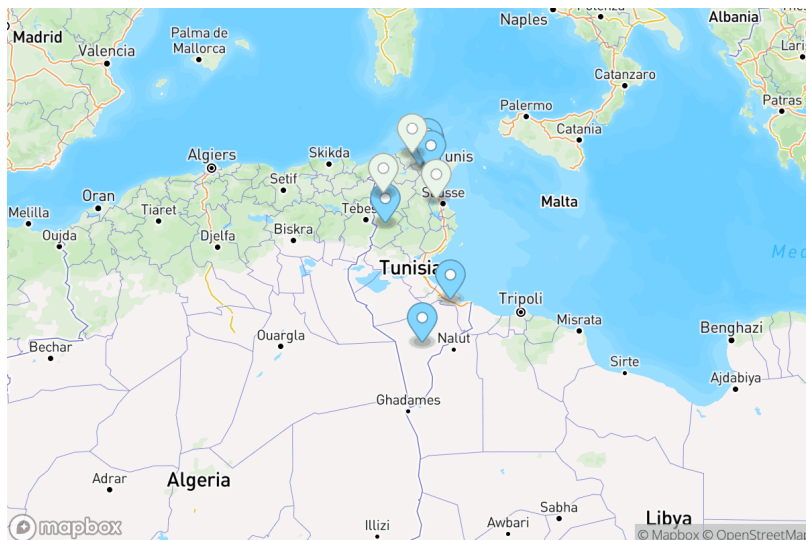 Madrid
Valencia
Palma de
Mallorca
Naples
Potenza
Albania
Catanzaro
Patras
Palermo
Catania
Algiers
Skikda
Tunis
Setif
Oran
Melilla
Tiaret
Sousse
Malta
Oujda
Djelfa
Biskra
Tunisia
Tripoli
Misrata
Benghazi
Ouargla
Bechar
Nalut
Sirte
Ajdabiya
Ghadames
Adrar
Algeria
Sabha
Illizi
Awbari
Libya
mapbox
© Mapbox © OpenStreetMap